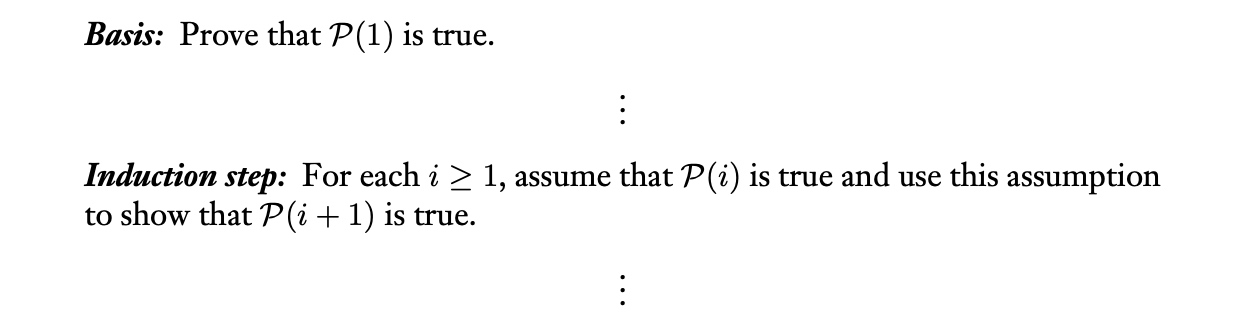 Basis: Prove that 𝒫(1) is true.
⋮
Induction step: For each i ≥ 1, assume that 𝒫(i) is true and use this assumption
to show that 𝒫(i + 1) is true.
⋮